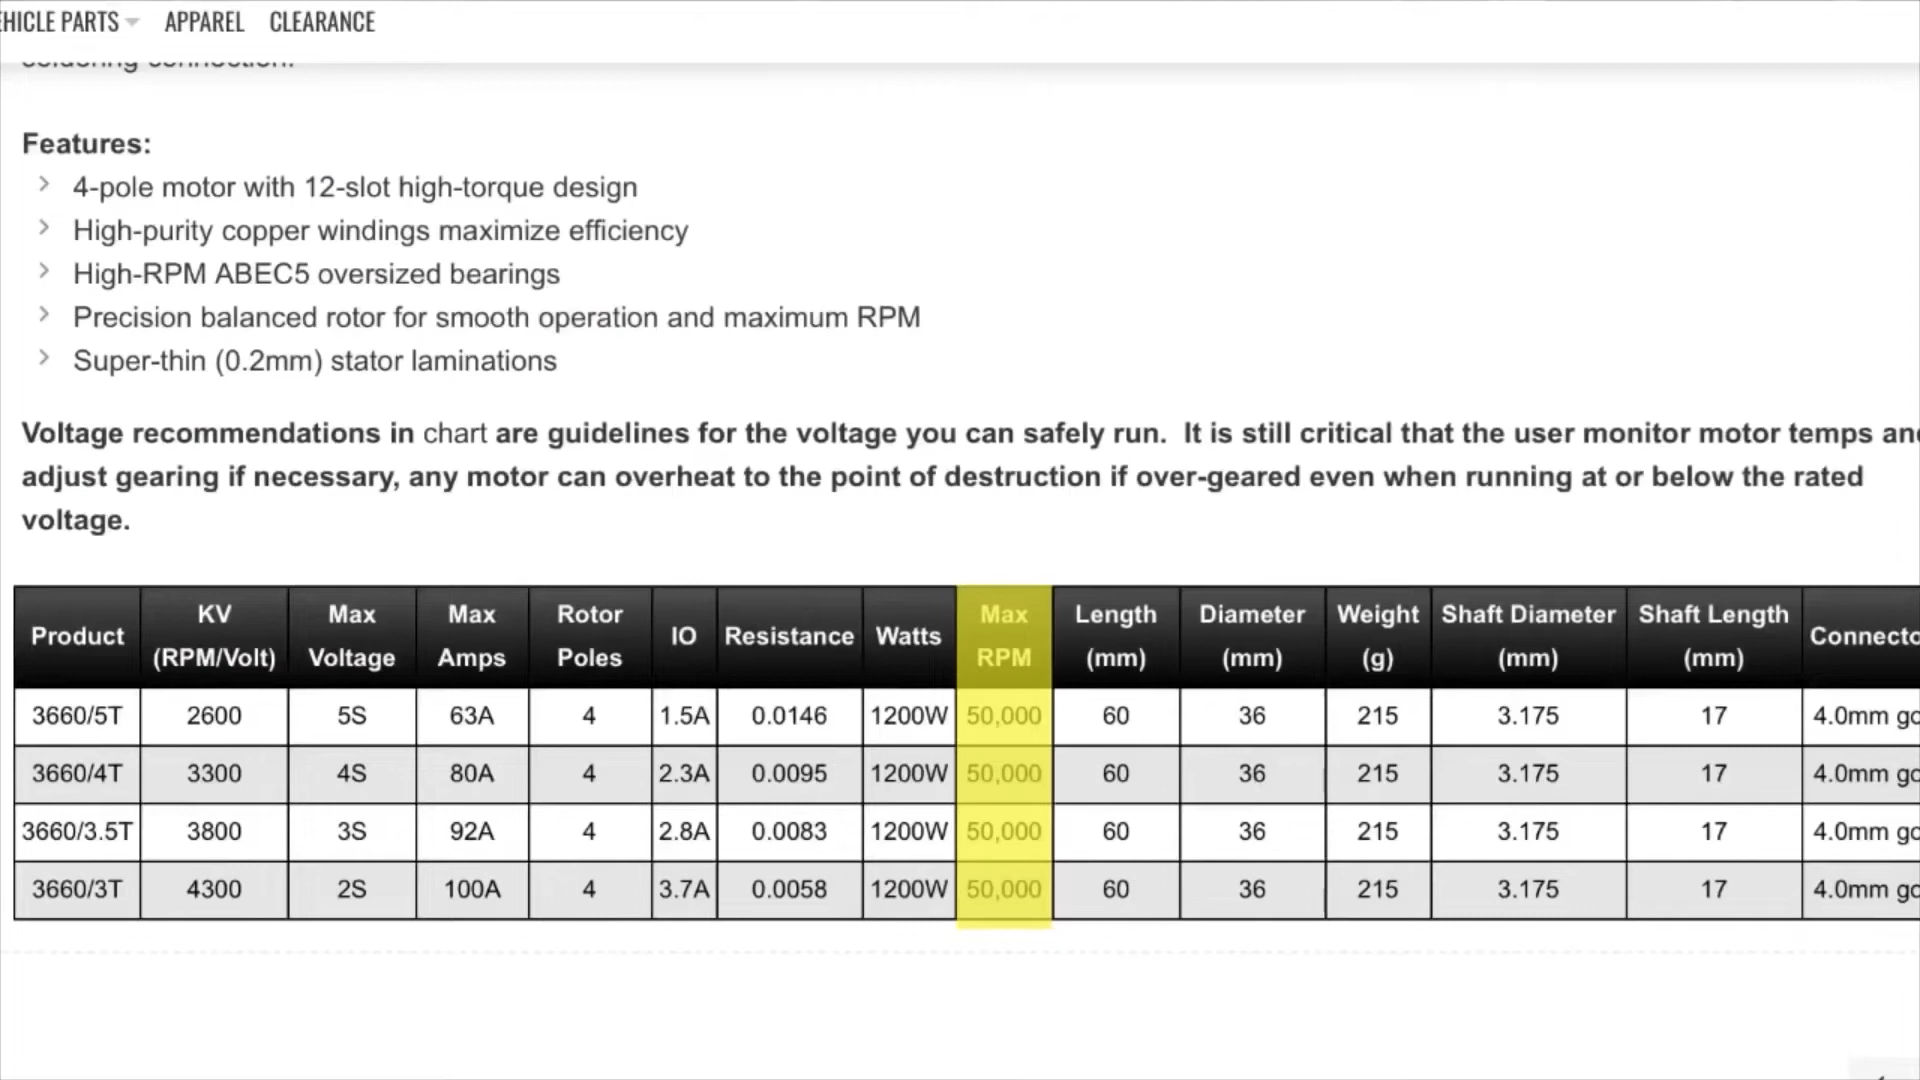 EHICLE PARTS APPAREL CLEARANCE
soldering connection.
Features:
4-pole motor with 12-slot high-torque design
High-purity copper windings maximize efficiency
High-RPM ABEC5 oversized bearings
Precision balanced rotor for smooth operation and maximum RPM
Super-thin (0.2mm) stator laminations
Voltage recommendations in chart are guidelines for the voltage you can safely run. It is still critical that the user monitor motor temps and
adjust gearing if necessary, any motor can overheat to the point of destruction if over-geared even when running at or below the rated
voltage.
Product KV (RPM/Volt) Max Voltage Max Amps Rotor Poles IO Resistance Watts Max RPM Length (mm) Diameter (mm) Weight (g) Shaft Diameter (mm) Shaft Length (mm) Connecto
3660/5T 2600 5S 63A 4 1.5A 0.0146 1200W 50,000 60 36 215 3.175 17 4.0mm go
3660/4T 3300 4S 80A 4 2.3A 0.0095 1200W 50,000 60 36 215 3.175 17 4.0mm go
3660/3.5T 3800 3S 92A 4 2.8A 0.0083 1200W 50,000 60 36 215 3.175 17 4.0mm go
3660/3T 4300 2S 100A 4 3.7A 0.0058 1200W 50,000 60 36 215 3.175 17 4.0mm go